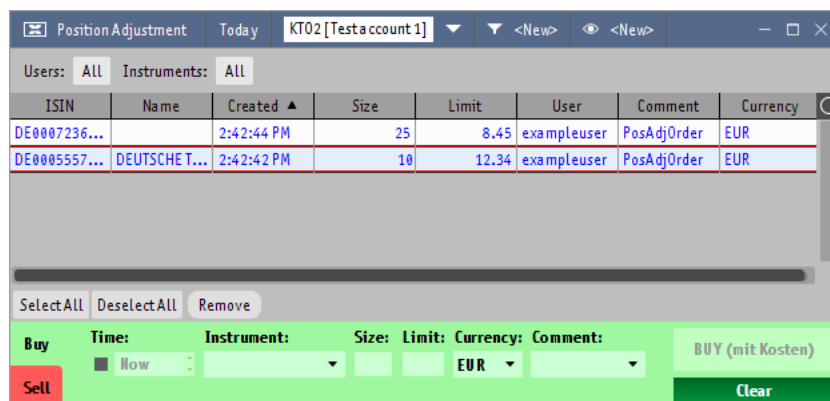 Position Adjustment Today KTO2 [Testaccount 1] <New> <New>
Users: All Instruments: All
ISIN Name Created ▲ Size Limit User Comment Currency
DE0007236... 2:42:44 PM 25 8.45 exampleuser PosAdjOrder EUR
DE0005557... DEUTSCHE T... 2:42:42 PM 10 12.34 exampleuser PosAdjOrder EUR
Select All Deselect All Remove
Buy Time: Instrument: Size: Limit: Currency: Comment:
Now EUR BUY (mit Kosten)
Sell Clear